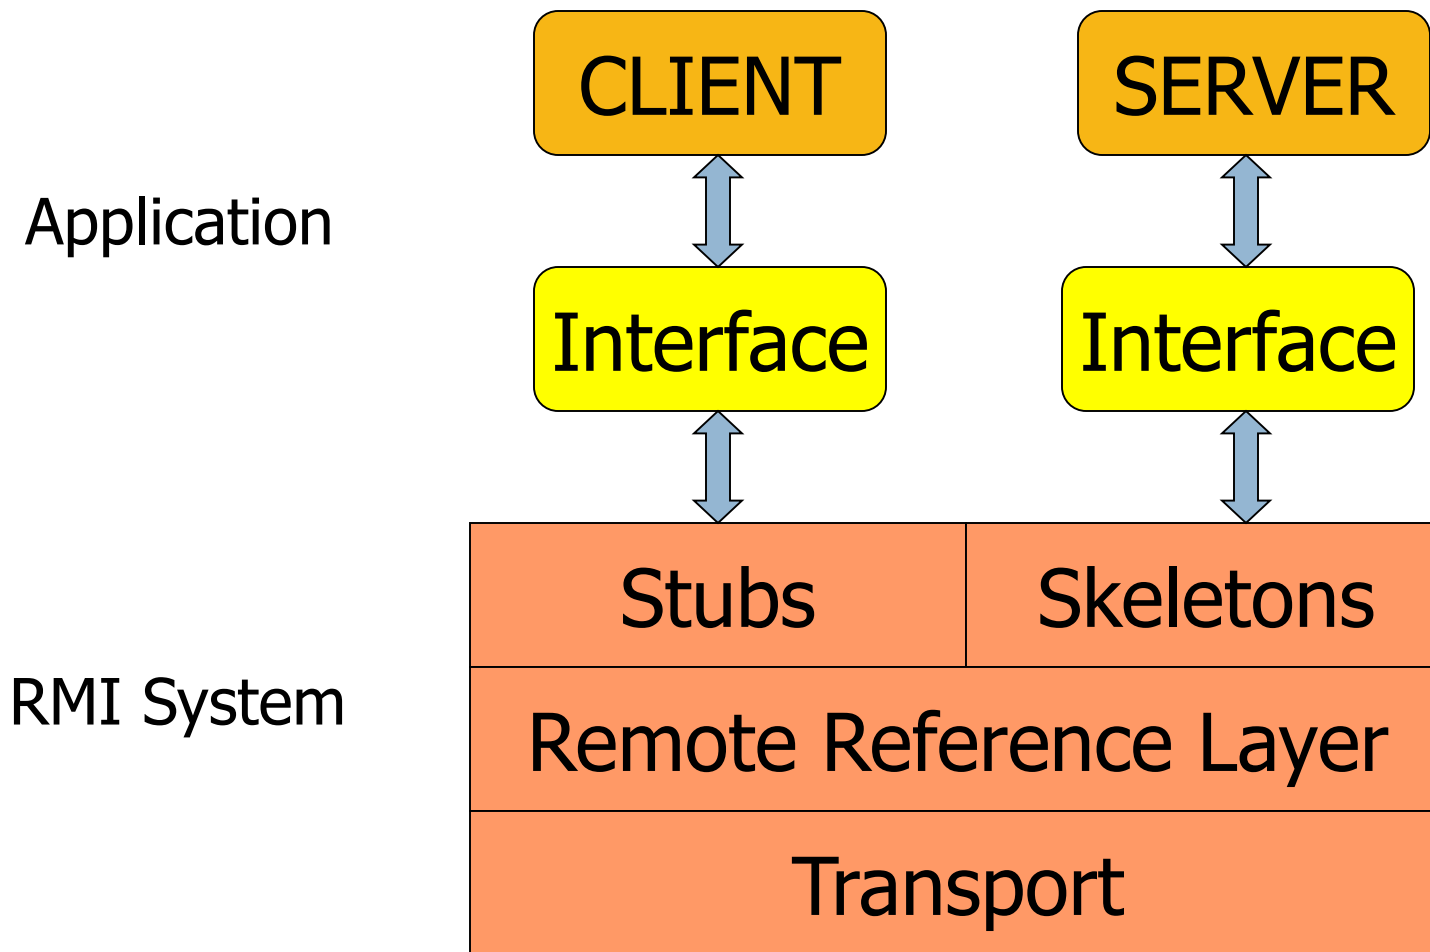 CLIENT
SERVER
Application
Interface
Interface
Stubs
Skeletons
RMI System
Remote Reference Layer
Transport